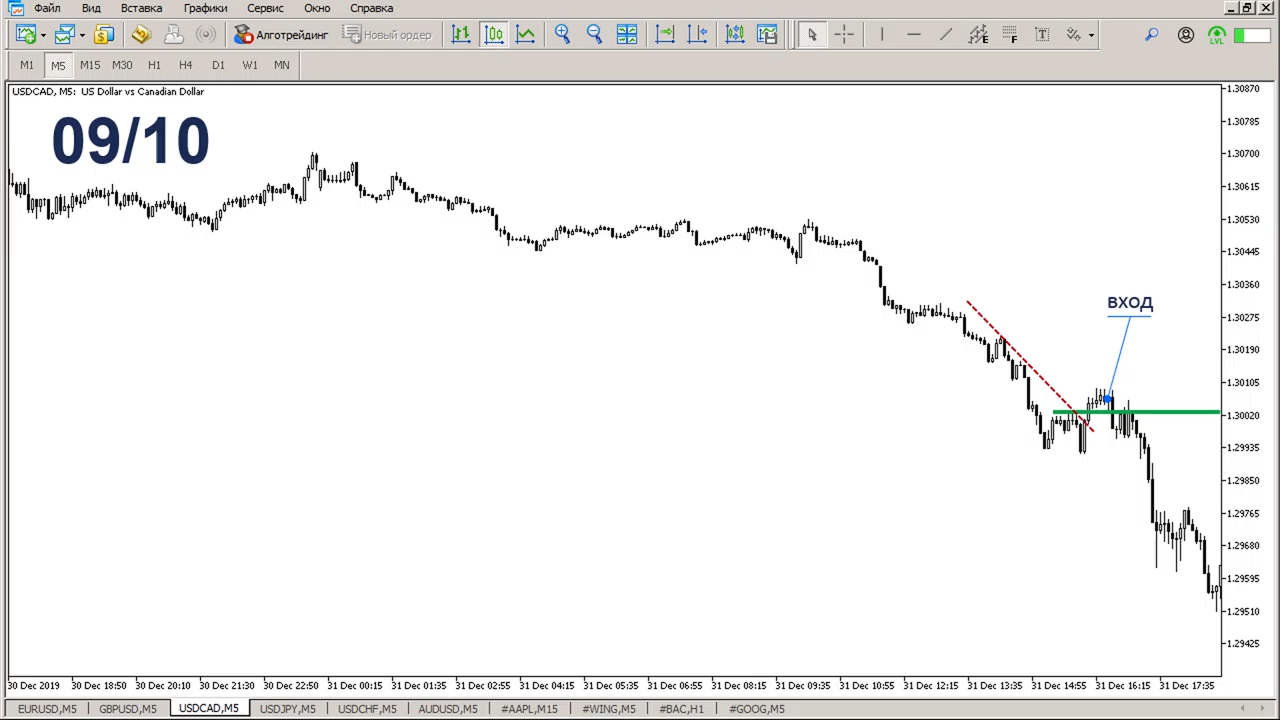 Файл Вид Вставка Графики Сервис Окно Справка
Алготрейдинг Новый ордер E F T LVL
M1 M5 M15 M30 H1 H4 D1 W1 MN
USDCAD, M5: US Dollar vs Canadian Dollar
09/10
ВХОД
1.30870
1.30785
1.30700
1.30615
1.30530
1.30445
1.30360
1.30275
1.30190
1.30105
1.30020
1.29935
1.29850
1.29765
1.29680
1.29595
1.29510
1.29425
30 Dec 2019 30 Dec 18:50 30 Dec 20:10 30 Dec 21:30 30 Dec 22:50 31 Dec 00:15 31 Dec 01:35 31 Dec 02:55 31 Dec 04:15 31 Dec 05:35 31 Dec 06:55 31 Dec 08:15 31 Dec 09:35 31 Dec 10:55 31 Dec 12:15 31 Dec 13:35 31 Dec 14:55 31 Dec 16:15 31 Dec 17:35
EURUSD,M5 GBPUSD,M5 USDCAD,M5 USDJPY,M5 USDCHF,M5 AUDUSD,M5 #AAPL,M15 #WING,M5 #BAC,H1 #GOOG,M5